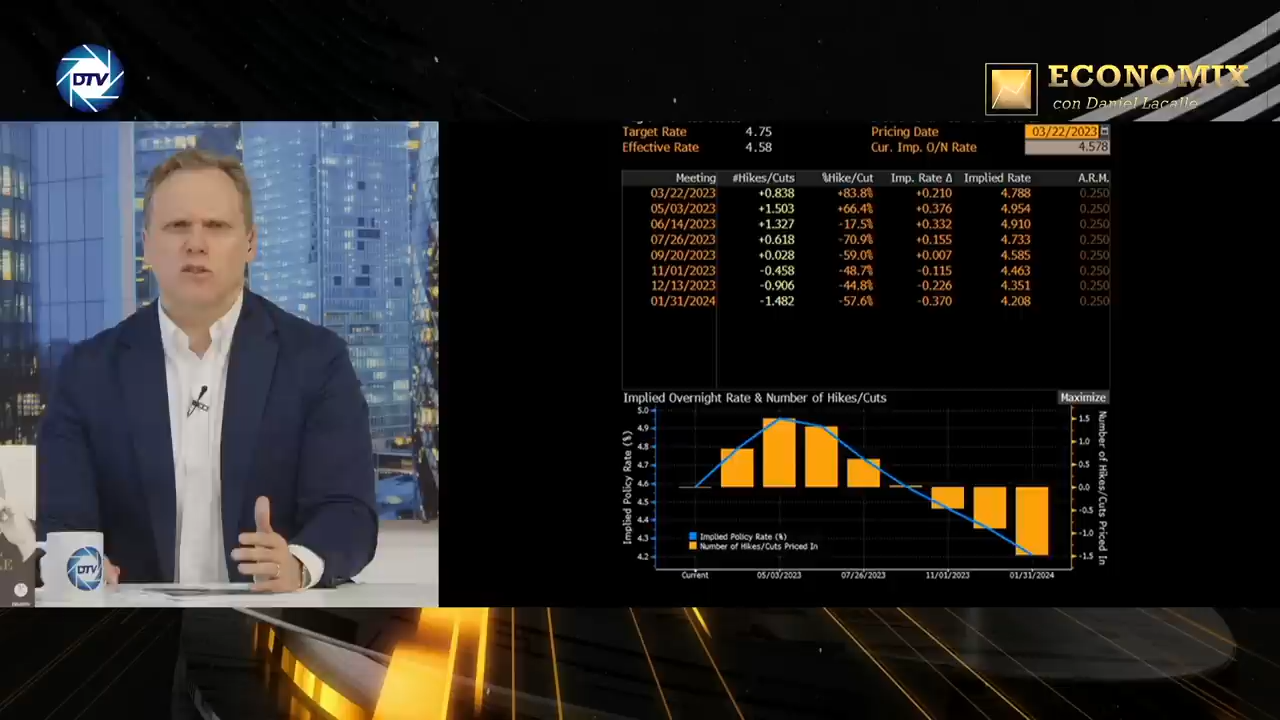 DTV
ECONOMIX
con Daniel Lacalle
Target Rate 4.75 Pricing Date 03/22/2023
Effective Rate 4.58 Cur. Imp. O/N Rate 4.578
Meeting #Hikes/Cuts %Hike/Cut Imp. Rate Δ Implied Rate A.R.M.
03/22/2023 +0.838 +83.8% +0.210 4.788 0.250
05/03/2023 +1.503 +66.4% +0.376 4.954 0.250
06/14/2023 +1.327 -17.5% +0.332 4.910 0.250
07/26/2023 +0.618 -70.9% +0.155 4.733 0.250
09/20/2023 +0.028 -59.0% +0.007 4.585 0.250
11/01/2023 -0.458 -48.7% -0.115 4.463 0.250
12/13/2023 -0.906 -44.8% -0.226 4.351 0.250
01/31/2024 -1.482 -57.6% -0.370 4.208 0.250
Implied Overnight Rate & Number of Hikes/Cuts Maximize
Implied Policy Rate (%)
5.0
4.9
4.8
4.7
4.6
4.5
4.4
4.3
4.2
1.5
1.0
0.5
0.0
-0.5
-1.0
-1.5
Number of Hikes/Cuts Priced In
Implied Policy Rate (%)
Number of Hikes/Cuts Priced In
Current 05/03/2023 07/26/2023 11/01/2023 01/31/2024
DTV